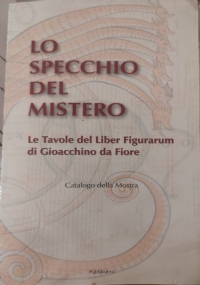 LO
SPECCHIO
DEL
MISTERO
Le Tavole del Liber Figurarum
di Gioacchino da Fiore
Catalogo della Mostra